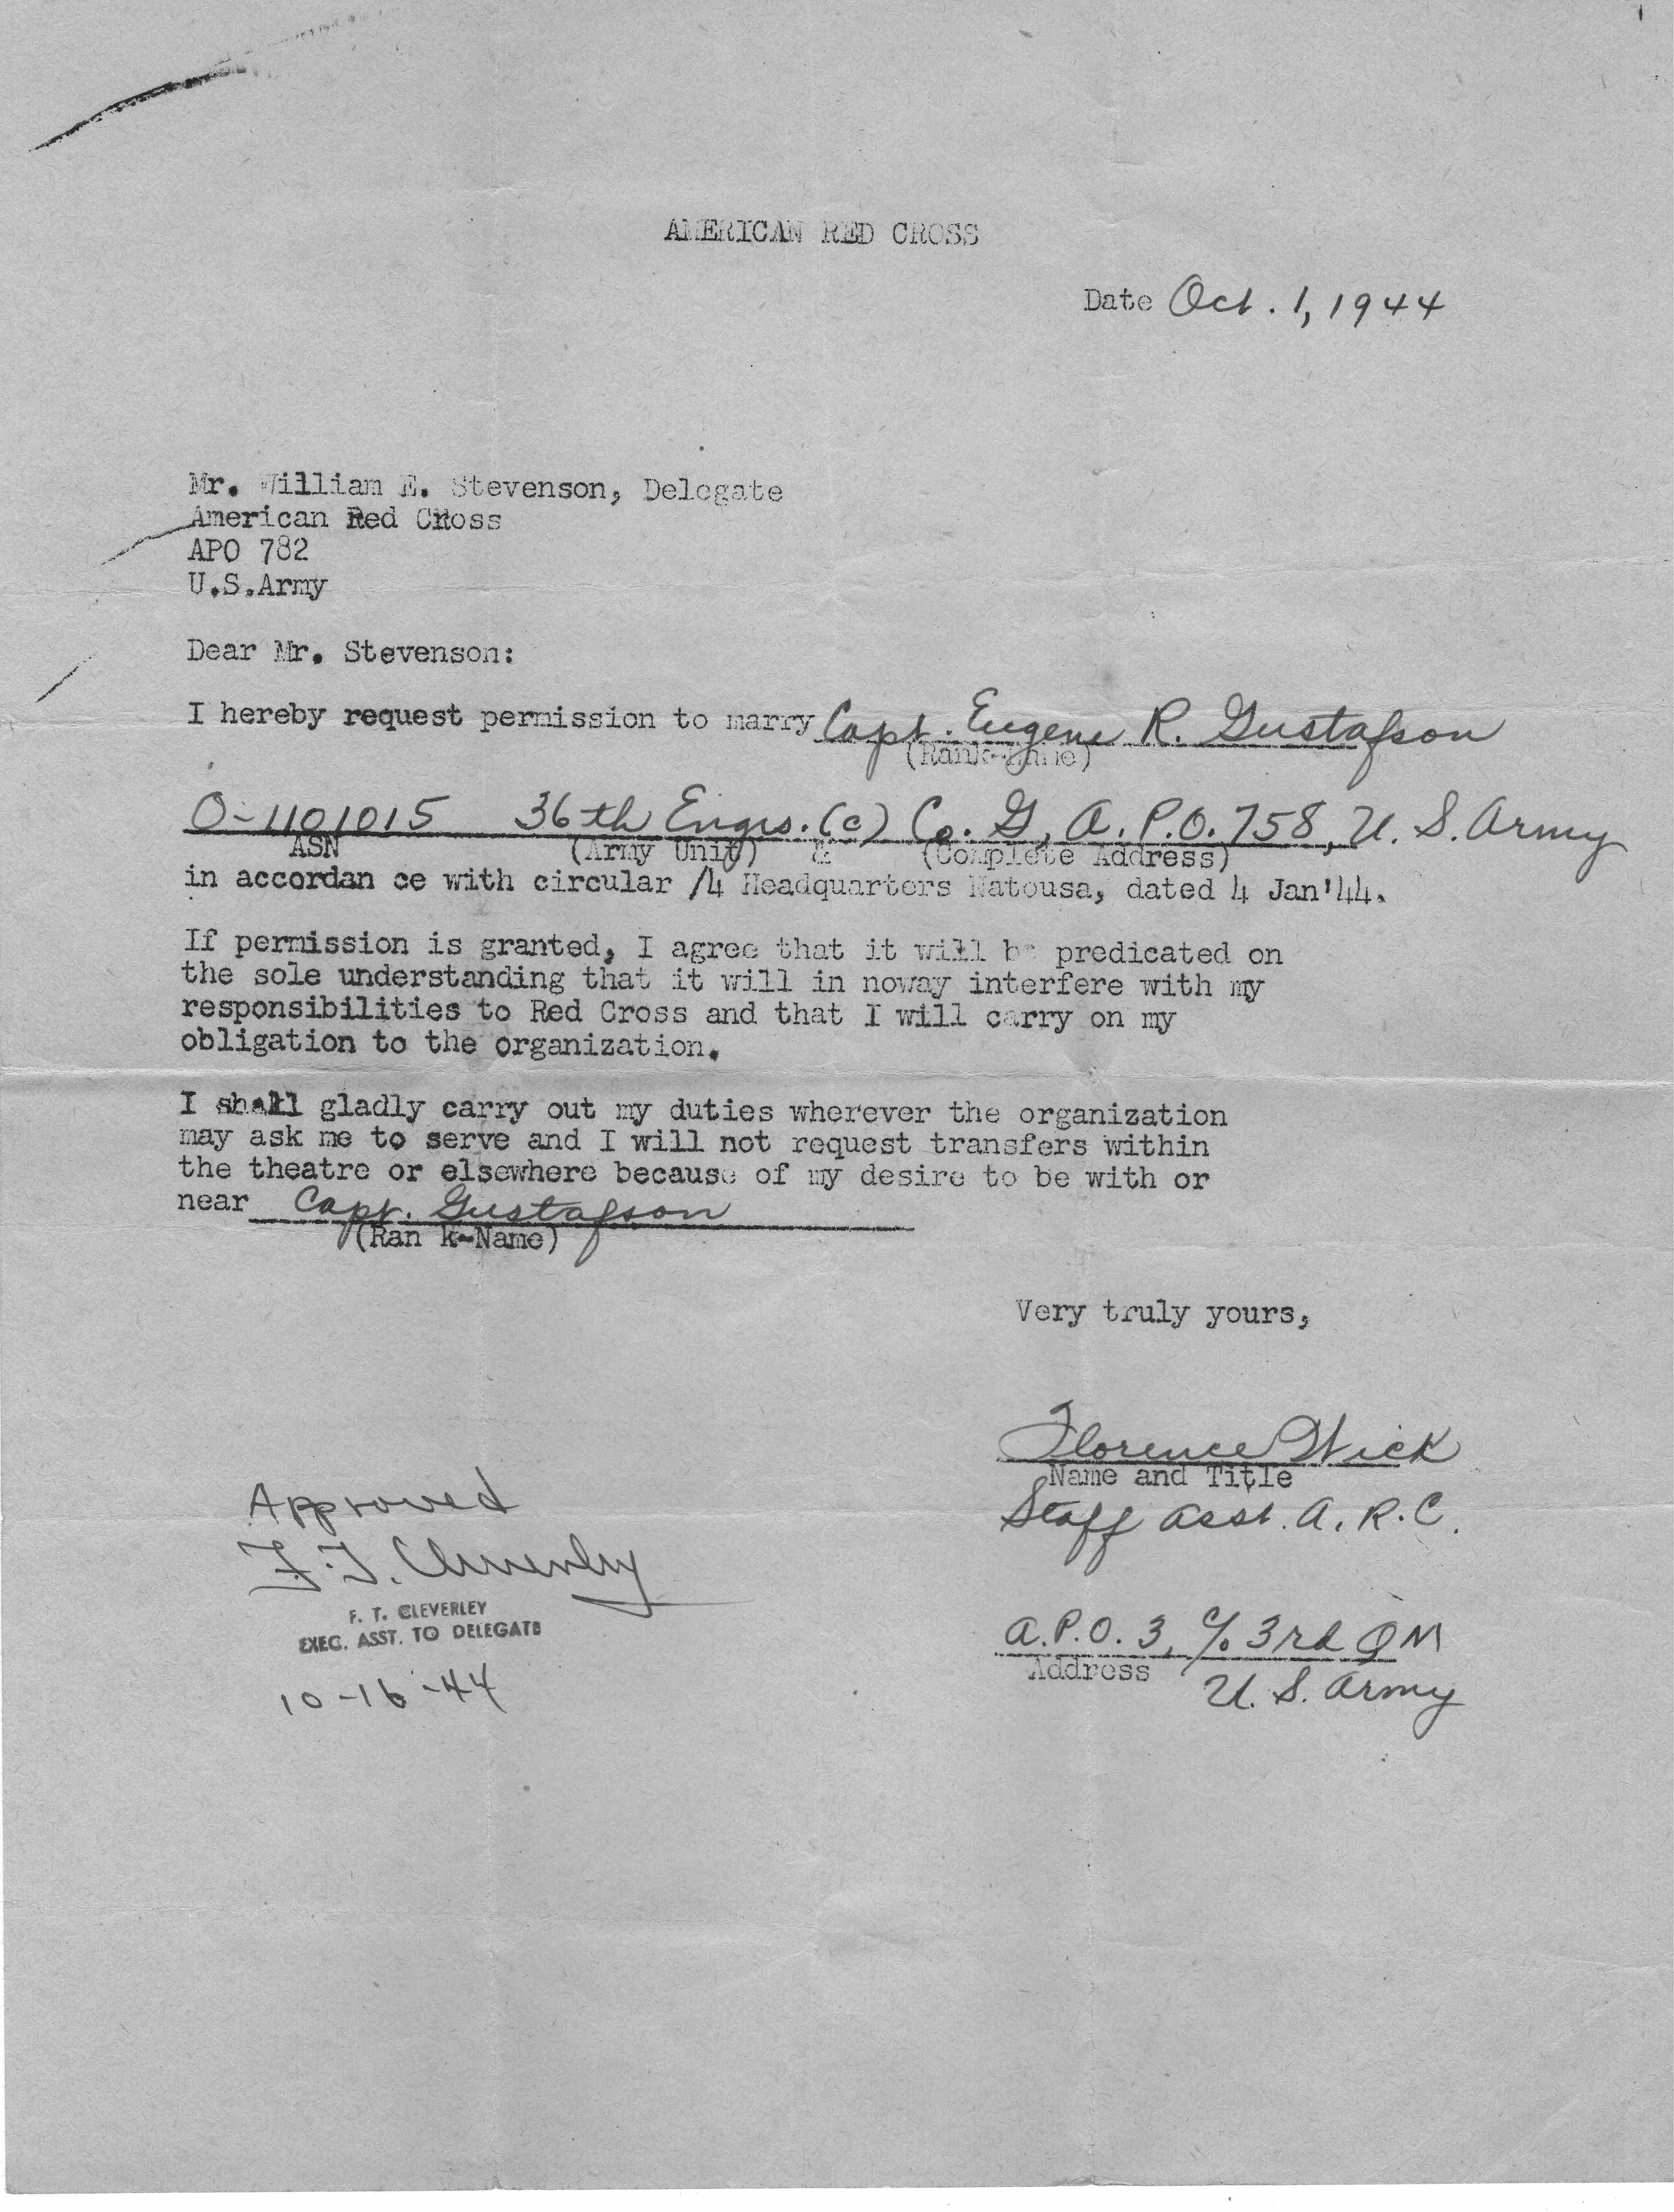 AMERICAN RED CROSS
Date Oct. 1, 1944
Mr. William E. Stevenson, Delegate
American Red Cross
APO 782
U.S.Army
Dear Mr. Stevenson:
I hereby request permission to marry Capt. Eugene R. Gustafson
(Rank-Name)
O-1101015 36th Engrs. (c) Co. G, A.P.O. 758, U. S. Army
ASN (Army Unit) & (Complete Address)
in accordan ce with circular /4 Headquarters Natousa, dated 4 Jan'44.
If permission is granted, I agree that it will be predicated on
the sole understanding that it will in noway interfere with my
responsibilities to Red Cross and that I will carry on my
obligation to the organization.
I shall gladly carry out my duties wherever the organization
may ask me to serve and I will not request transfers within
the theatre or elsewhere because of my desire to be with or
near Capt. Gustafson
(Ran k-Name)
Very truly yours,
Florence Wick
Name and Title
Staff Asst. A.R.C.
Approved
F.T. Cleverley
F. T. CLEVERLEY
EXEC. ASST. TO DELEGATE
10-16-44
A.P.O. 3, c/o 3rd QM
Address U. S. Army